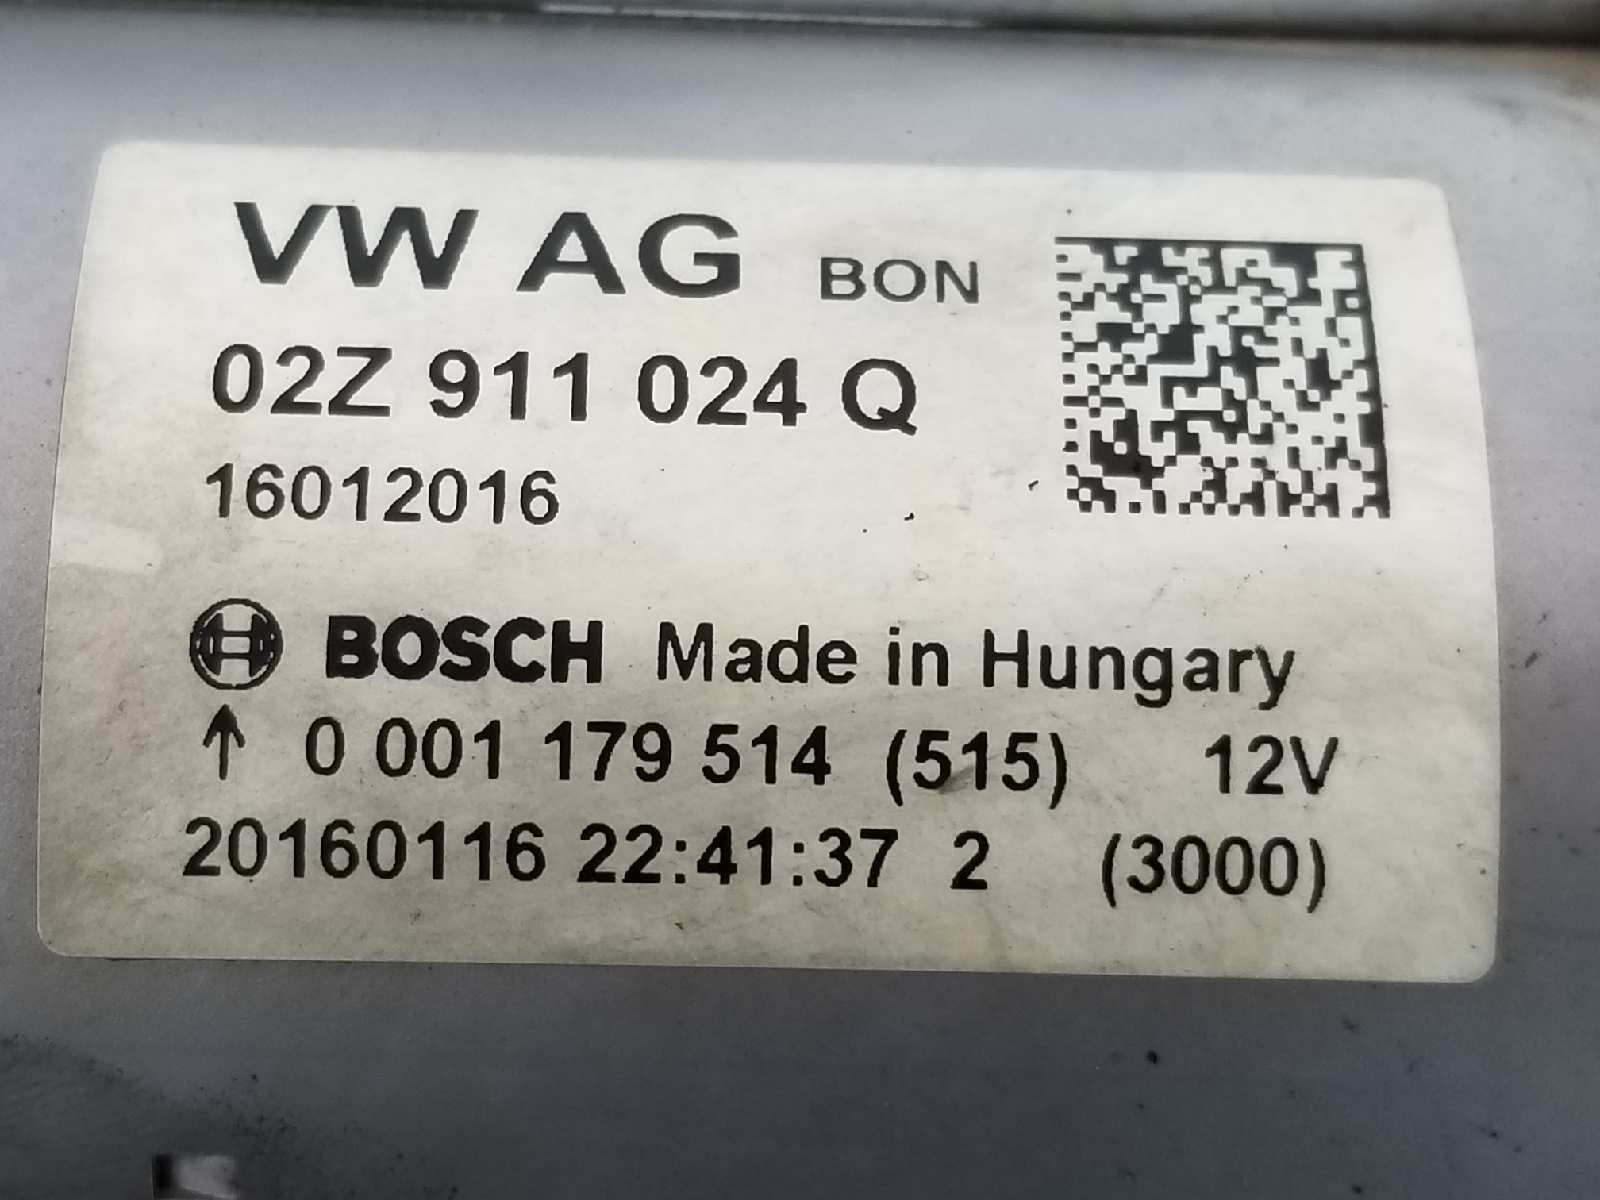 VW AG BON
02Z 911 024 Q
16012016
BOSCH Made in Hungary
↑ 0 001 179 514 (515) 12V
20160116 22:41:37 2 (3000)